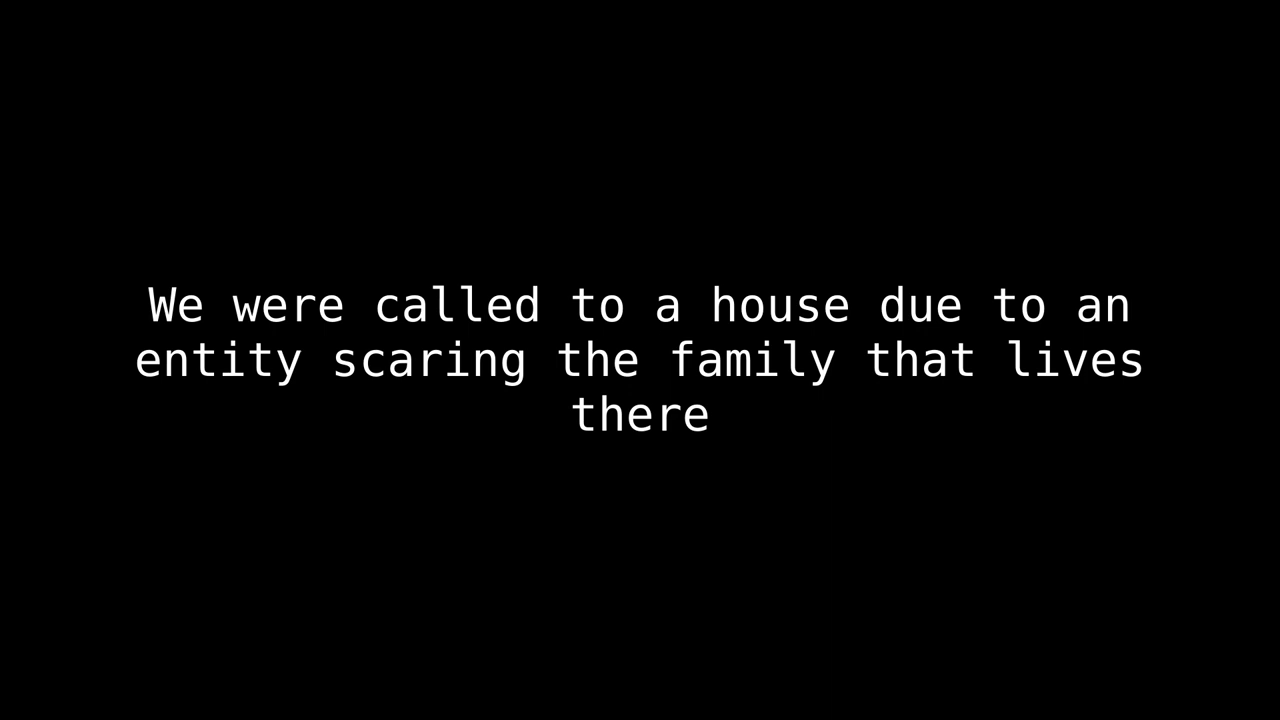 We were called to a house due to an
entity scaring the family that lives
there